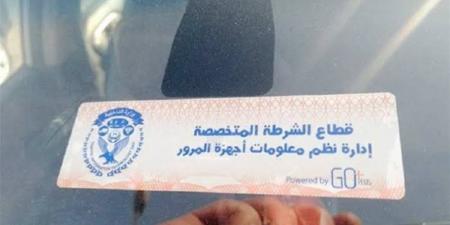 قطاع الشرطة المتخصصة
إدارة نظم معلومات أجهزة المرور
Powered by GO+